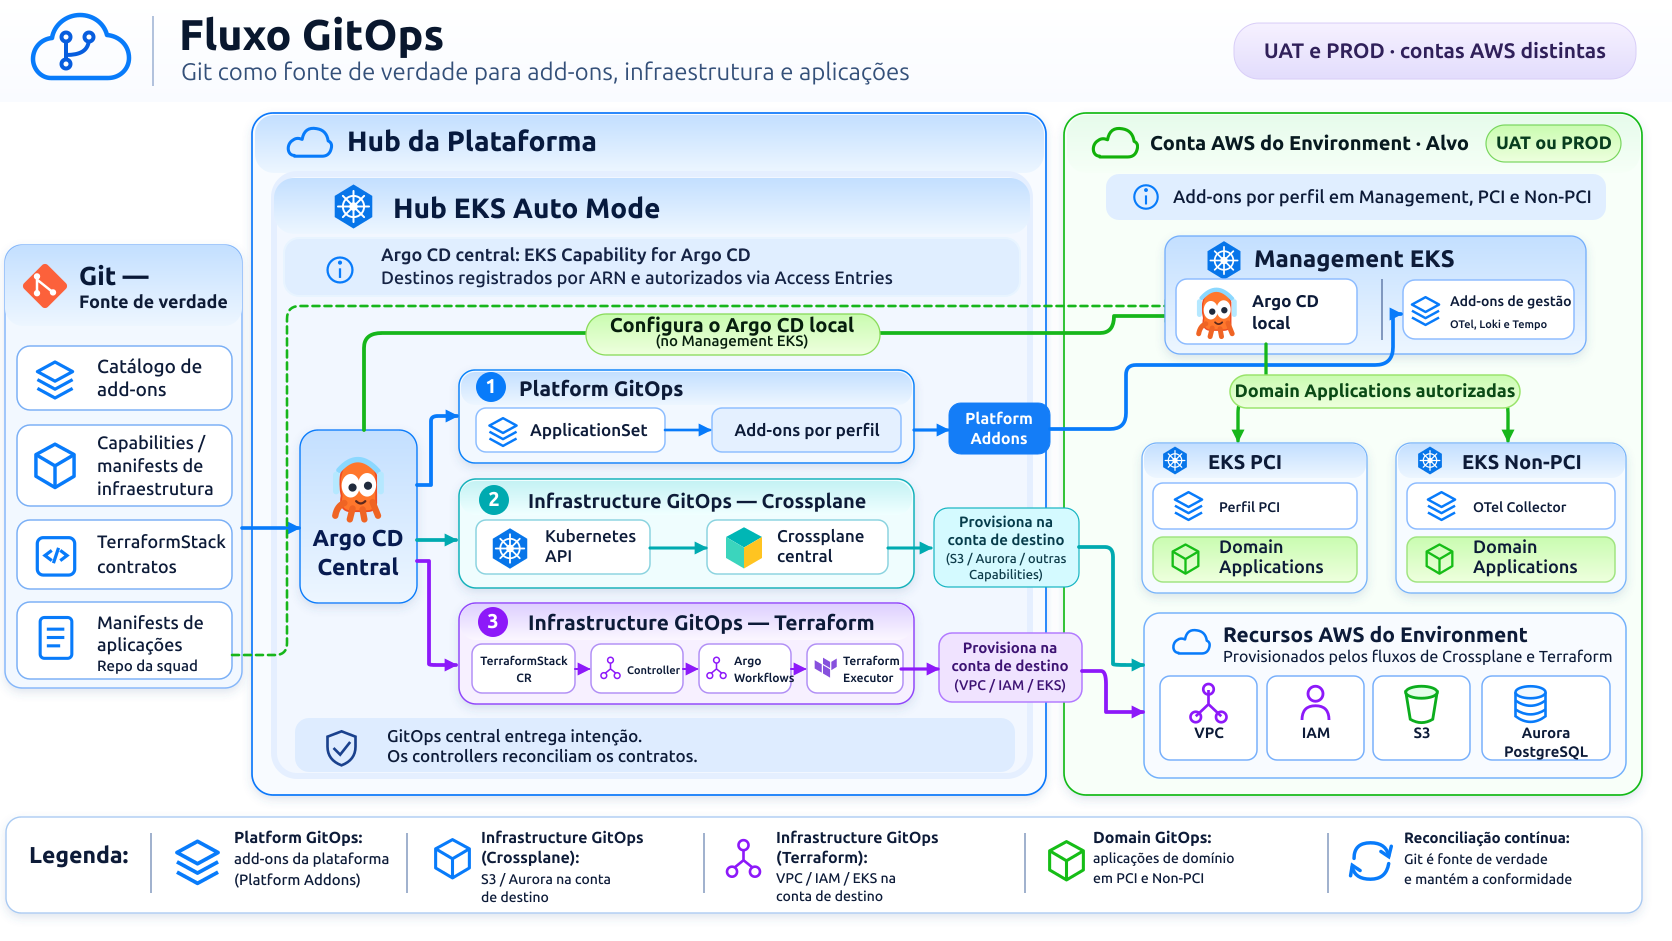 Fluxo GitOps
Git como fonte de verdade para add-ons, infraestrutura e aplicações
UAT e PROD · contas AWS distintas
Git —
Fonte de verdade
Catálogo de
add-ons
Capabilities /
manifests de
infraestrutura
TerraformStack
contratos
Manifests de
aplicações
Repo da squad
Hub da Plataforma
Hub EKS Auto Mode
Argo CD central: EKS Capability for Argo CD
Destinos registrados por ARN e autorizados via Access Entries
Configura o Argo CD local
(no Management EKS)
Argo CD
Central
1
Platform GitOps
ApplicationSet
Add-ons por perfil
Platform
Addons
2
Infrastructure GitOps — Crossplane
Kubernetes
API
Crossplane
central
Provisiona na
conta de destino
(S3 / Aurora / outras
Capabilities)
3
Infrastructure GitOps — Terraform
TerraformStack
CR
Controller
Argo
Workflows
Terraform
Executor
Provisiona na
conta de destino
(VPC / IAM / EKS)
GitOps central entrega intenção.
Os controllers reconciliam os contratos.
Conta AWS do Environment · Alvo
UAT ou PROD
Add-ons por perfil em Management, PCI e Non-PCI
Management EKS
Argo CD
local
Add-ons de gestão
OTel, Loki e Tempo
Domain Applications autorizadas
EKS PCI
Perfil PCI
Domain
Applications
EKS Non-PCI
OTel Collector
Domain
Applications
Recursos AWS do Environment
Provisionados pelos fluxos de Crossplane e Terraform
VPC
IAM
S3
Aurora
PostgreSQL
Legenda:
Platform GitOps:
add-ons da plataforma
(Platform Addons)
Infrastructure GitOps
(Crossplane):
S3 / Aurora na conta
de destino
Infrastructure GitOps
(Terraform):
VPC / IAM / EKS na
conta de destino
Domain GitOps:
aplicações de domínio
em PCI e Non-PCI
Reconciliação contínua:
Git é fonte de verdade
e mantém a conformidade